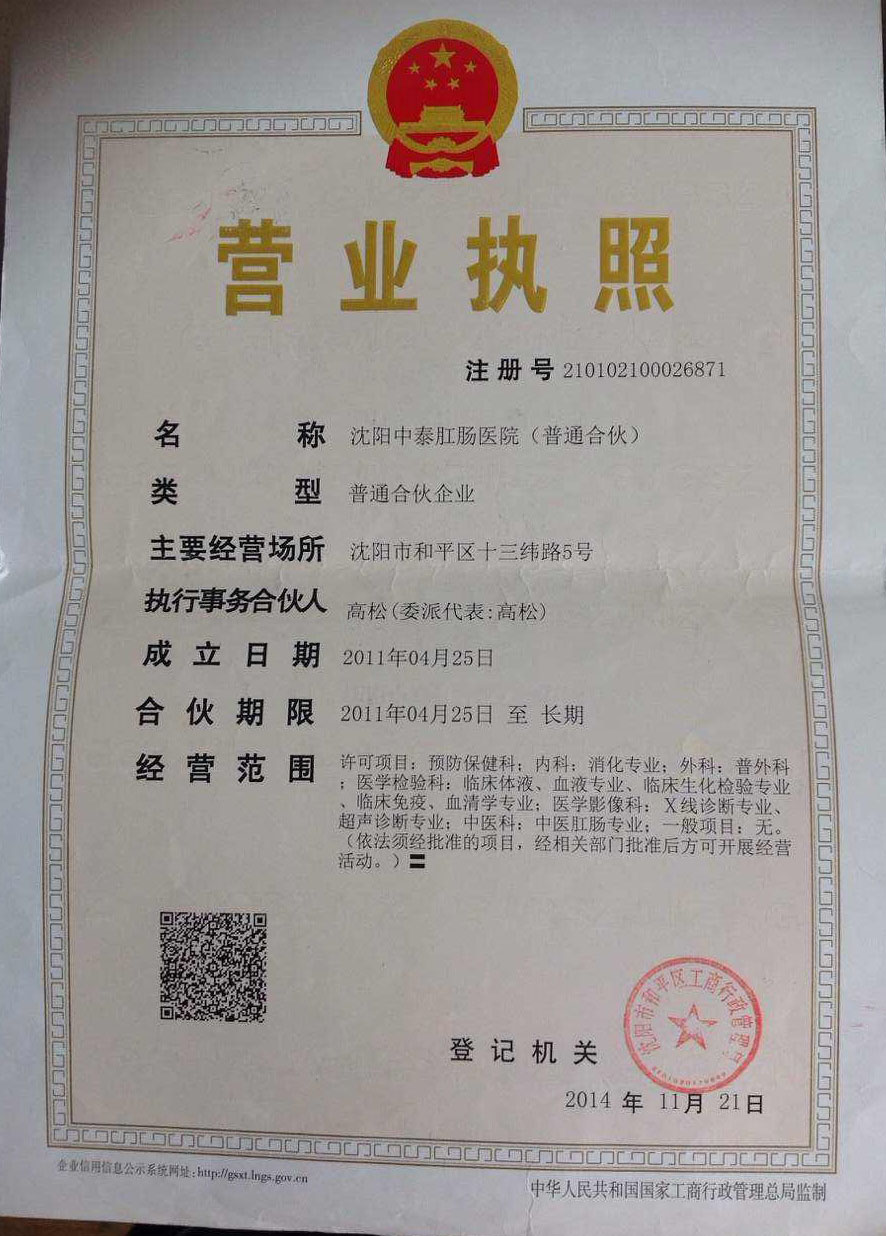 营业执照
注册号 210102100026871
名称 沈阳中泰肛肠医院（普通合伙）
类型 普通合伙企业
主要经营场所 沈阳市和平区十三纬路5号
执行事务合伙人 高松(委派代表:高松)
成立日期 2011年04月25日
合伙期限 2011年04月25日 至 长期
经营范围 许可项目：预防保健科；内科；消化专业；外科：普外科
；医学检验科：临床体液、血液专业、临床生化检验专业
、临床免疫、血清学专业；医学影像科：X线诊断专业、
超声诊断专业；中医科：中医肛肠专业；一般项目：无。
（依法须经批准的项目，经相关部门批准后方可开展经营
活动。）〓
沈阳市和平区工商行政管理局
登记机关
2014 年 11月 21日
企业信用信息公示系统网址：http://gsxt.lngs.gov.cn
中华人民共和国国家工商行政管理总局监制